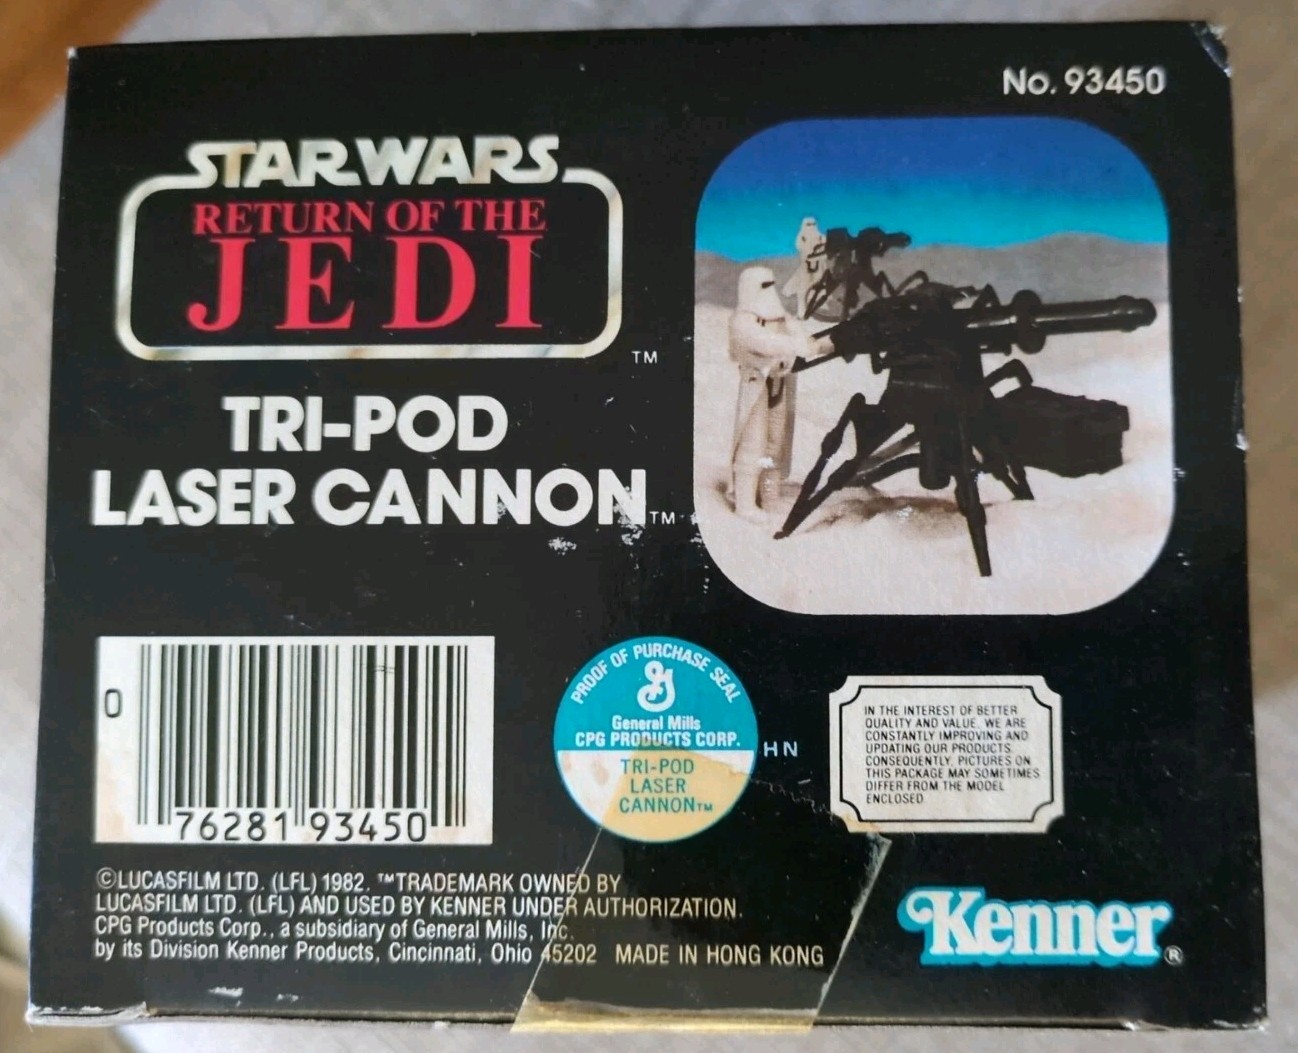 No. 93450
STAR WARS
RETURN OF THE
JEDI
TM
TRI-POD
LASER CANNON TM
0
76281 93450
PROOF OF PURCHASE SEAL
General Mills
CPG PRODUCTS CORP.
TRI-POD
LASER
CANNON TM
HN
IN THE INTEREST OF BETTER
QUALITY AND VALUE, WE ARE
CONSTANTLY IMPROVING AND
UPDATING OUR PRODUCTS.
CONSEQUENTLY, PICTURES ON
THIS PACKAGE MAY SOMETIMES
DIFFER FROM THE MODEL
ENCLOSED
©LUCASFILM LTD. (LFL) 1982. ™TRADEMARK OWNED BY
LUCASFILM LTD. (LFL) AND USED BY KENNER UNDER AUTHORIZATION.
CPG Products Corp., a subsidiary of General Mills, Inc.
by its Division Kenner Products, Cincinnati, Ohio 45202 MADE IN HONG KONG
Kenner®